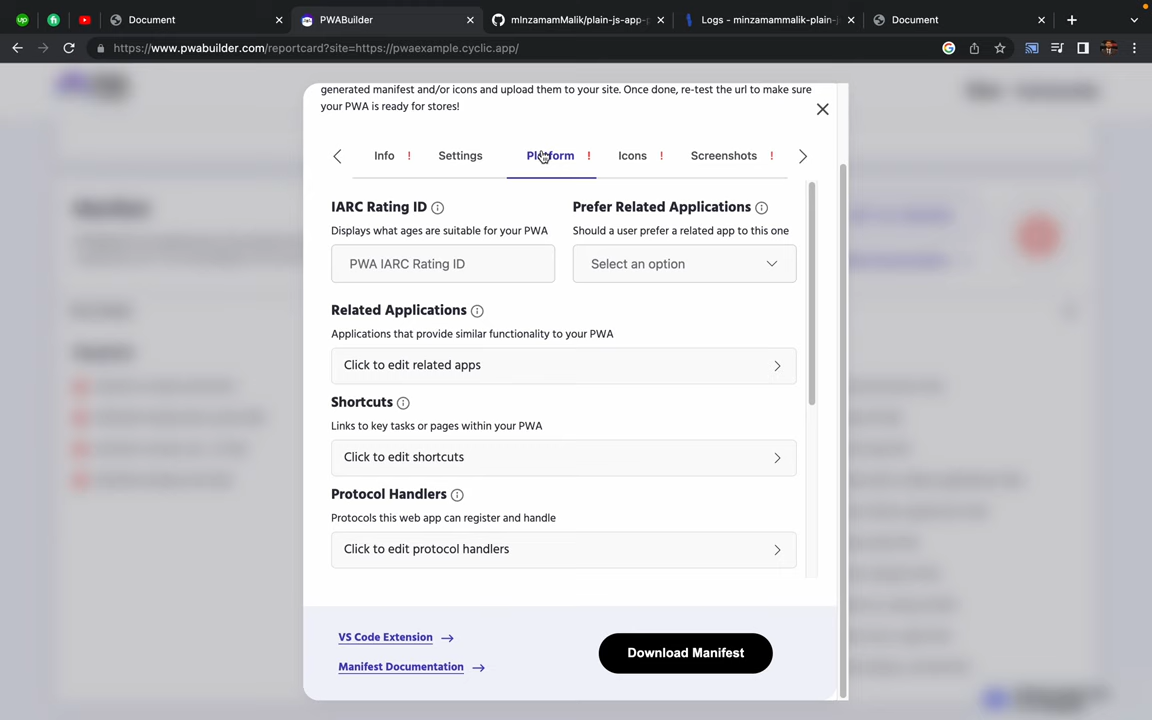 Document
PWABuilder
mInzamamMalik/plain-js-app-p
Logs - minzamammalik-plain-
Document
https://www.pwabuilder.com/reportcard?site=https://pwaexample.cyclic.app/
generated manifest and/or icons and upload them to your site. Once done, re-test the url to make sure
your PWA is ready for stores!
Info ! Settings Platform ! Icons ! Screenshots !
IARC Rating ID
Displays what ages are suitable for your PWA
PWA IARC Rating ID
Prefer Related Applications
Should a user prefer a related app to this one
Select an option
Related Applications
Applications that provide similar functionality to your PWA
Click to edit related apps
Shortcuts
Links to key tasks or pages within your PWA
Click to edit shortcuts
Protocol Handlers
Protocols this web app can register and handle
Click to edit protocol handlers
VS Code Extension
Manifest Documentation
Download Manifest